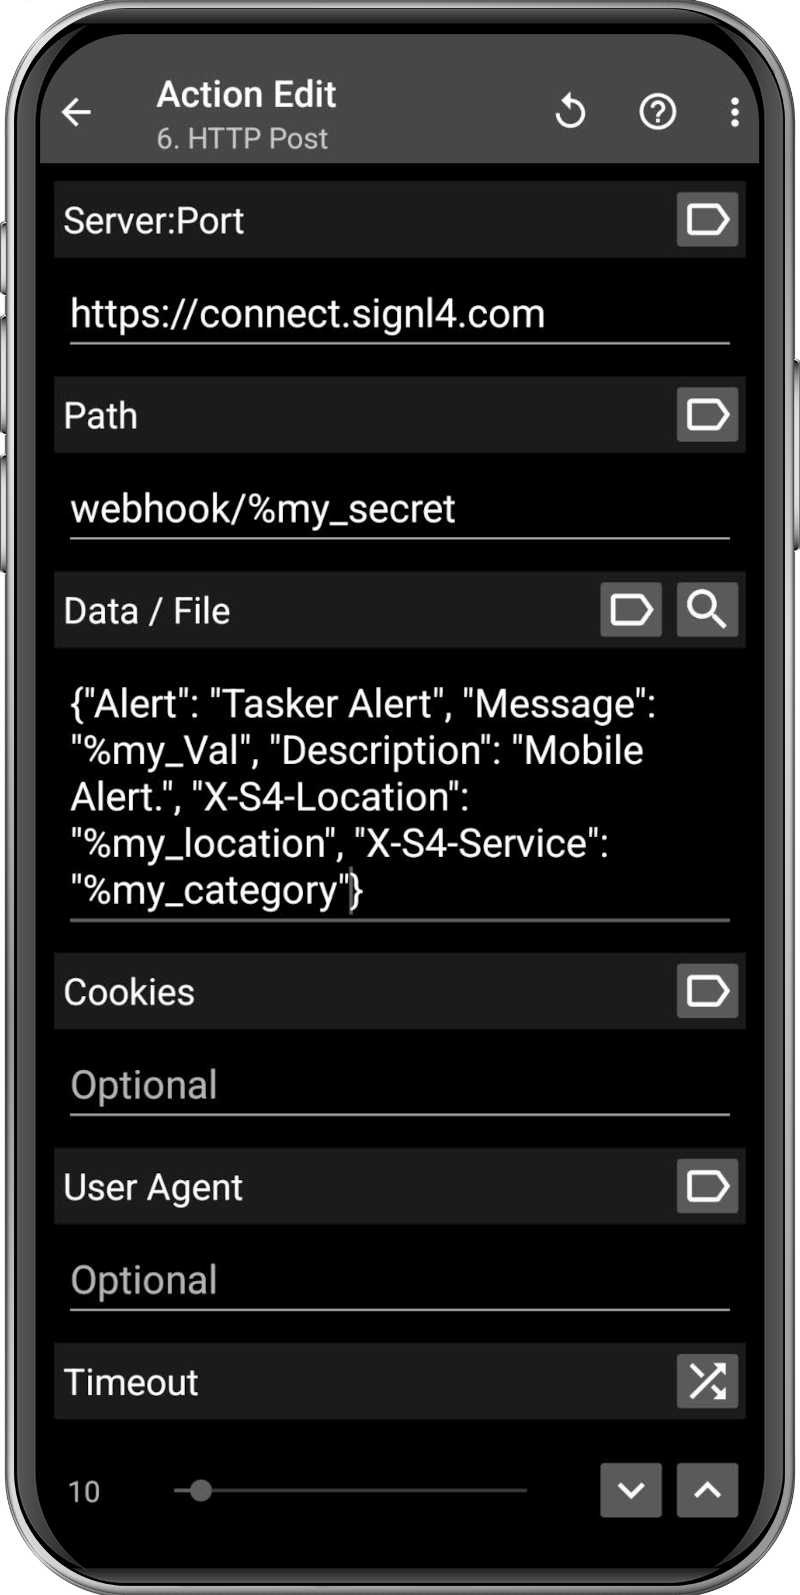 Action Edit
6. HTTP Post
Server:Port
https://connect.signl4.com
Path
webhook/%my_secret
Data / File
{"Alert": "Tasker Alert", "Message":
"%my_Val", "Description": "Mobile
Alert.", "X-S4-Location":
"%my_location", "X-S4-Service":
"%my_category"}
Cookies
Optional
User Agent
Optional
Timeout
10